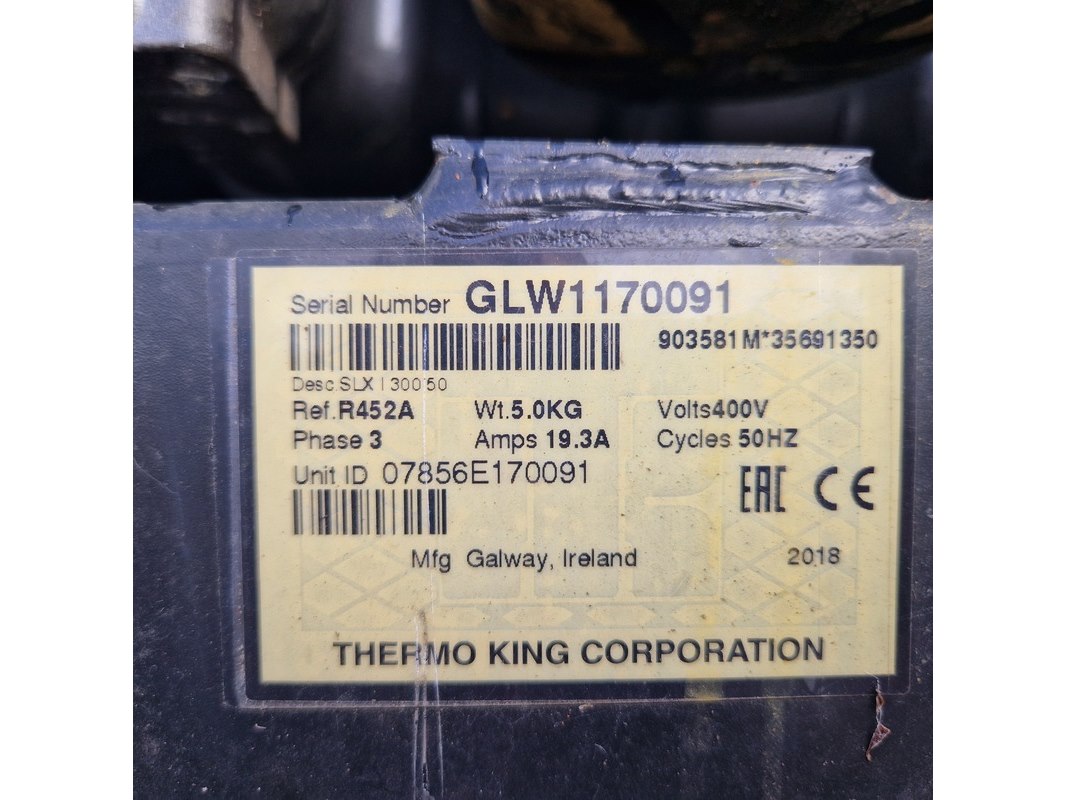 Serial Number GLW1170091
903581M*35691350
Desc SLX I 300 50
Ref.R452A Wt.5.0KG Volts400V
Phase 3 Amps 19.3A Cycles 50HZ
Unit ID 07856E170091
EAC CE
Mfg Galway, Ireland 2018
THERMO KING CORPORATION